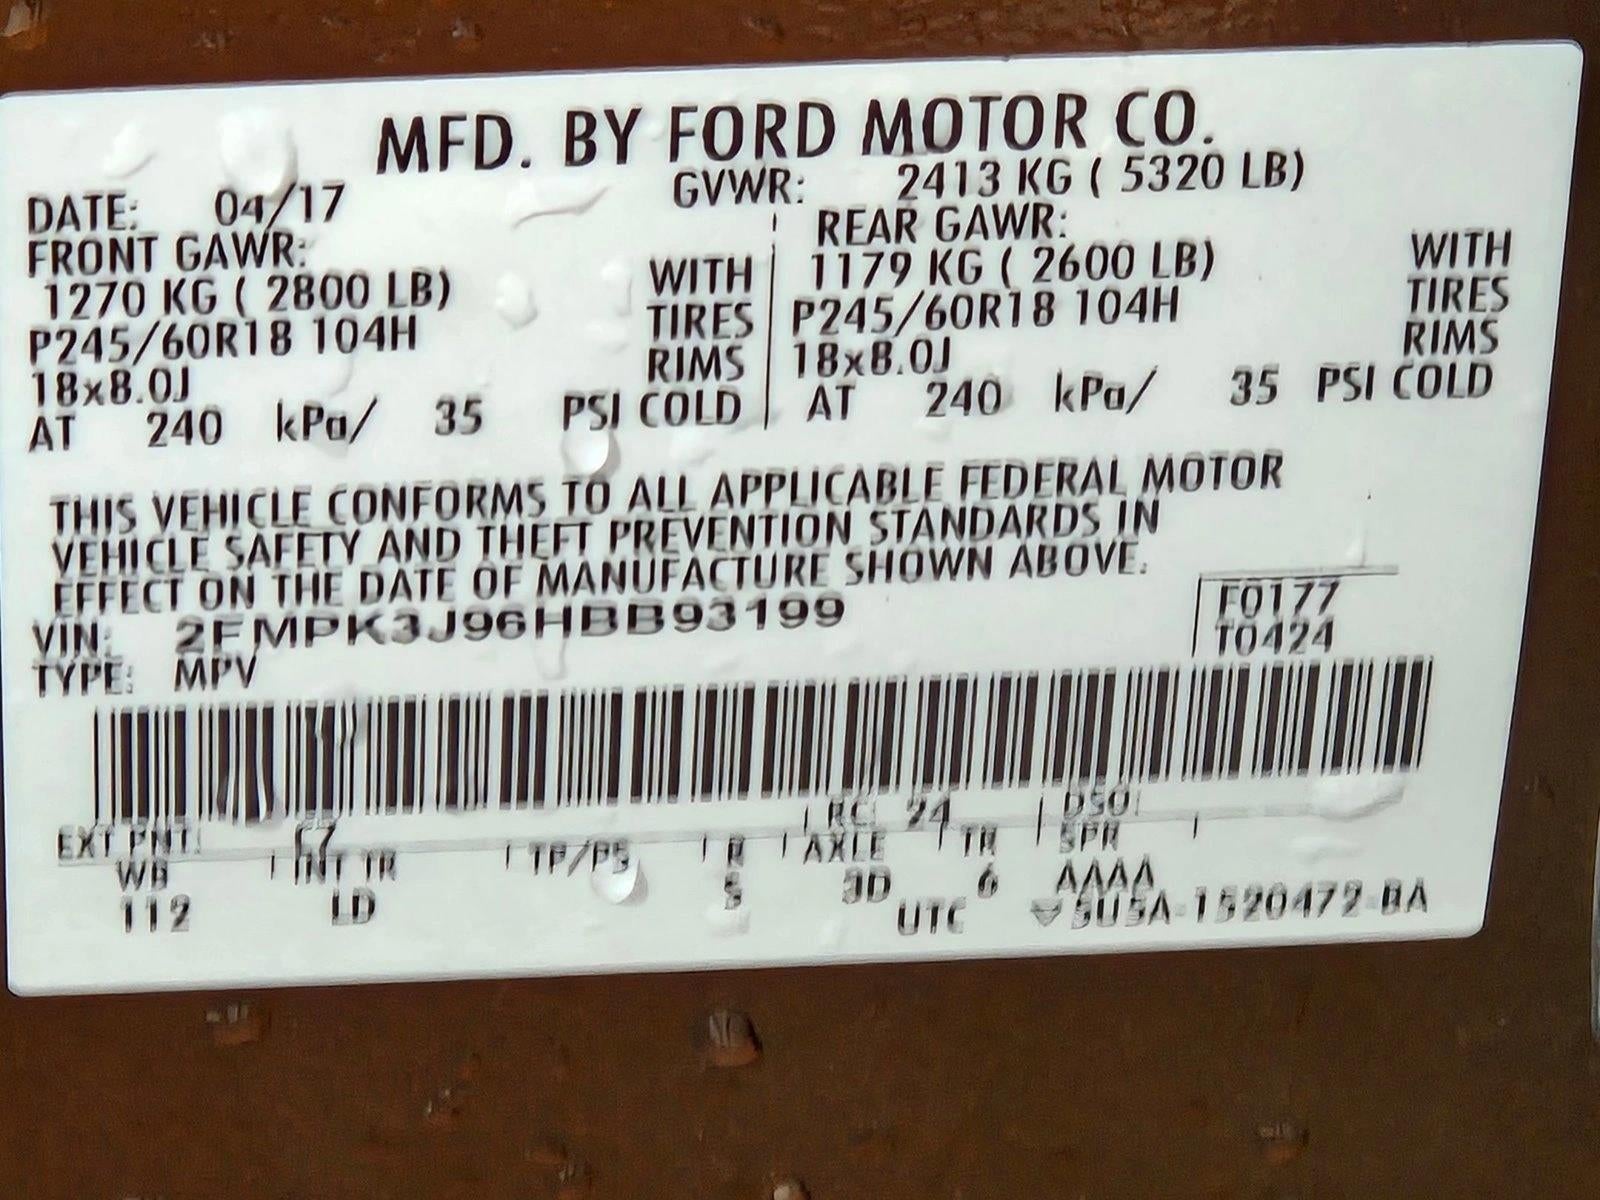 MFD. BY FORD MOTOR CO.
DATE: 04/17 GVWR: 2413 KG ( 5320 LB)
FRONT GAWR: REAR GAWR:
1270 KG ( 2800 LB) WITH 1179 KG ( 2600 LB) WITH
P245/60R18 104H TIRES P245/60R18 104H TIRES
18x8.0J RIMS 18x8.0J RIMS
AT 240 kPa/ 35 PSI COLD AT 240 kPa/ 35 PSI COLD
THIS VEHICLE CONFORMS TO ALL APPLICABLE FEDERAL MOTOR
VEHICLE SAFETY AND THEFT PREVENTION STANDARDS IN
EFFECT ON THE DATE OF MANUFACTURE SHOWN ABOVE.
VIN: 2FMPK3J96HBB93199 F0177
TYPE: MPV T0424
EXT PNT: RC: 24 DSO:
WB INT TR TP/PS R AXLE TR SPR
112 LD S 3D 6 AAAA
UTC 5U5A-1520472-BA